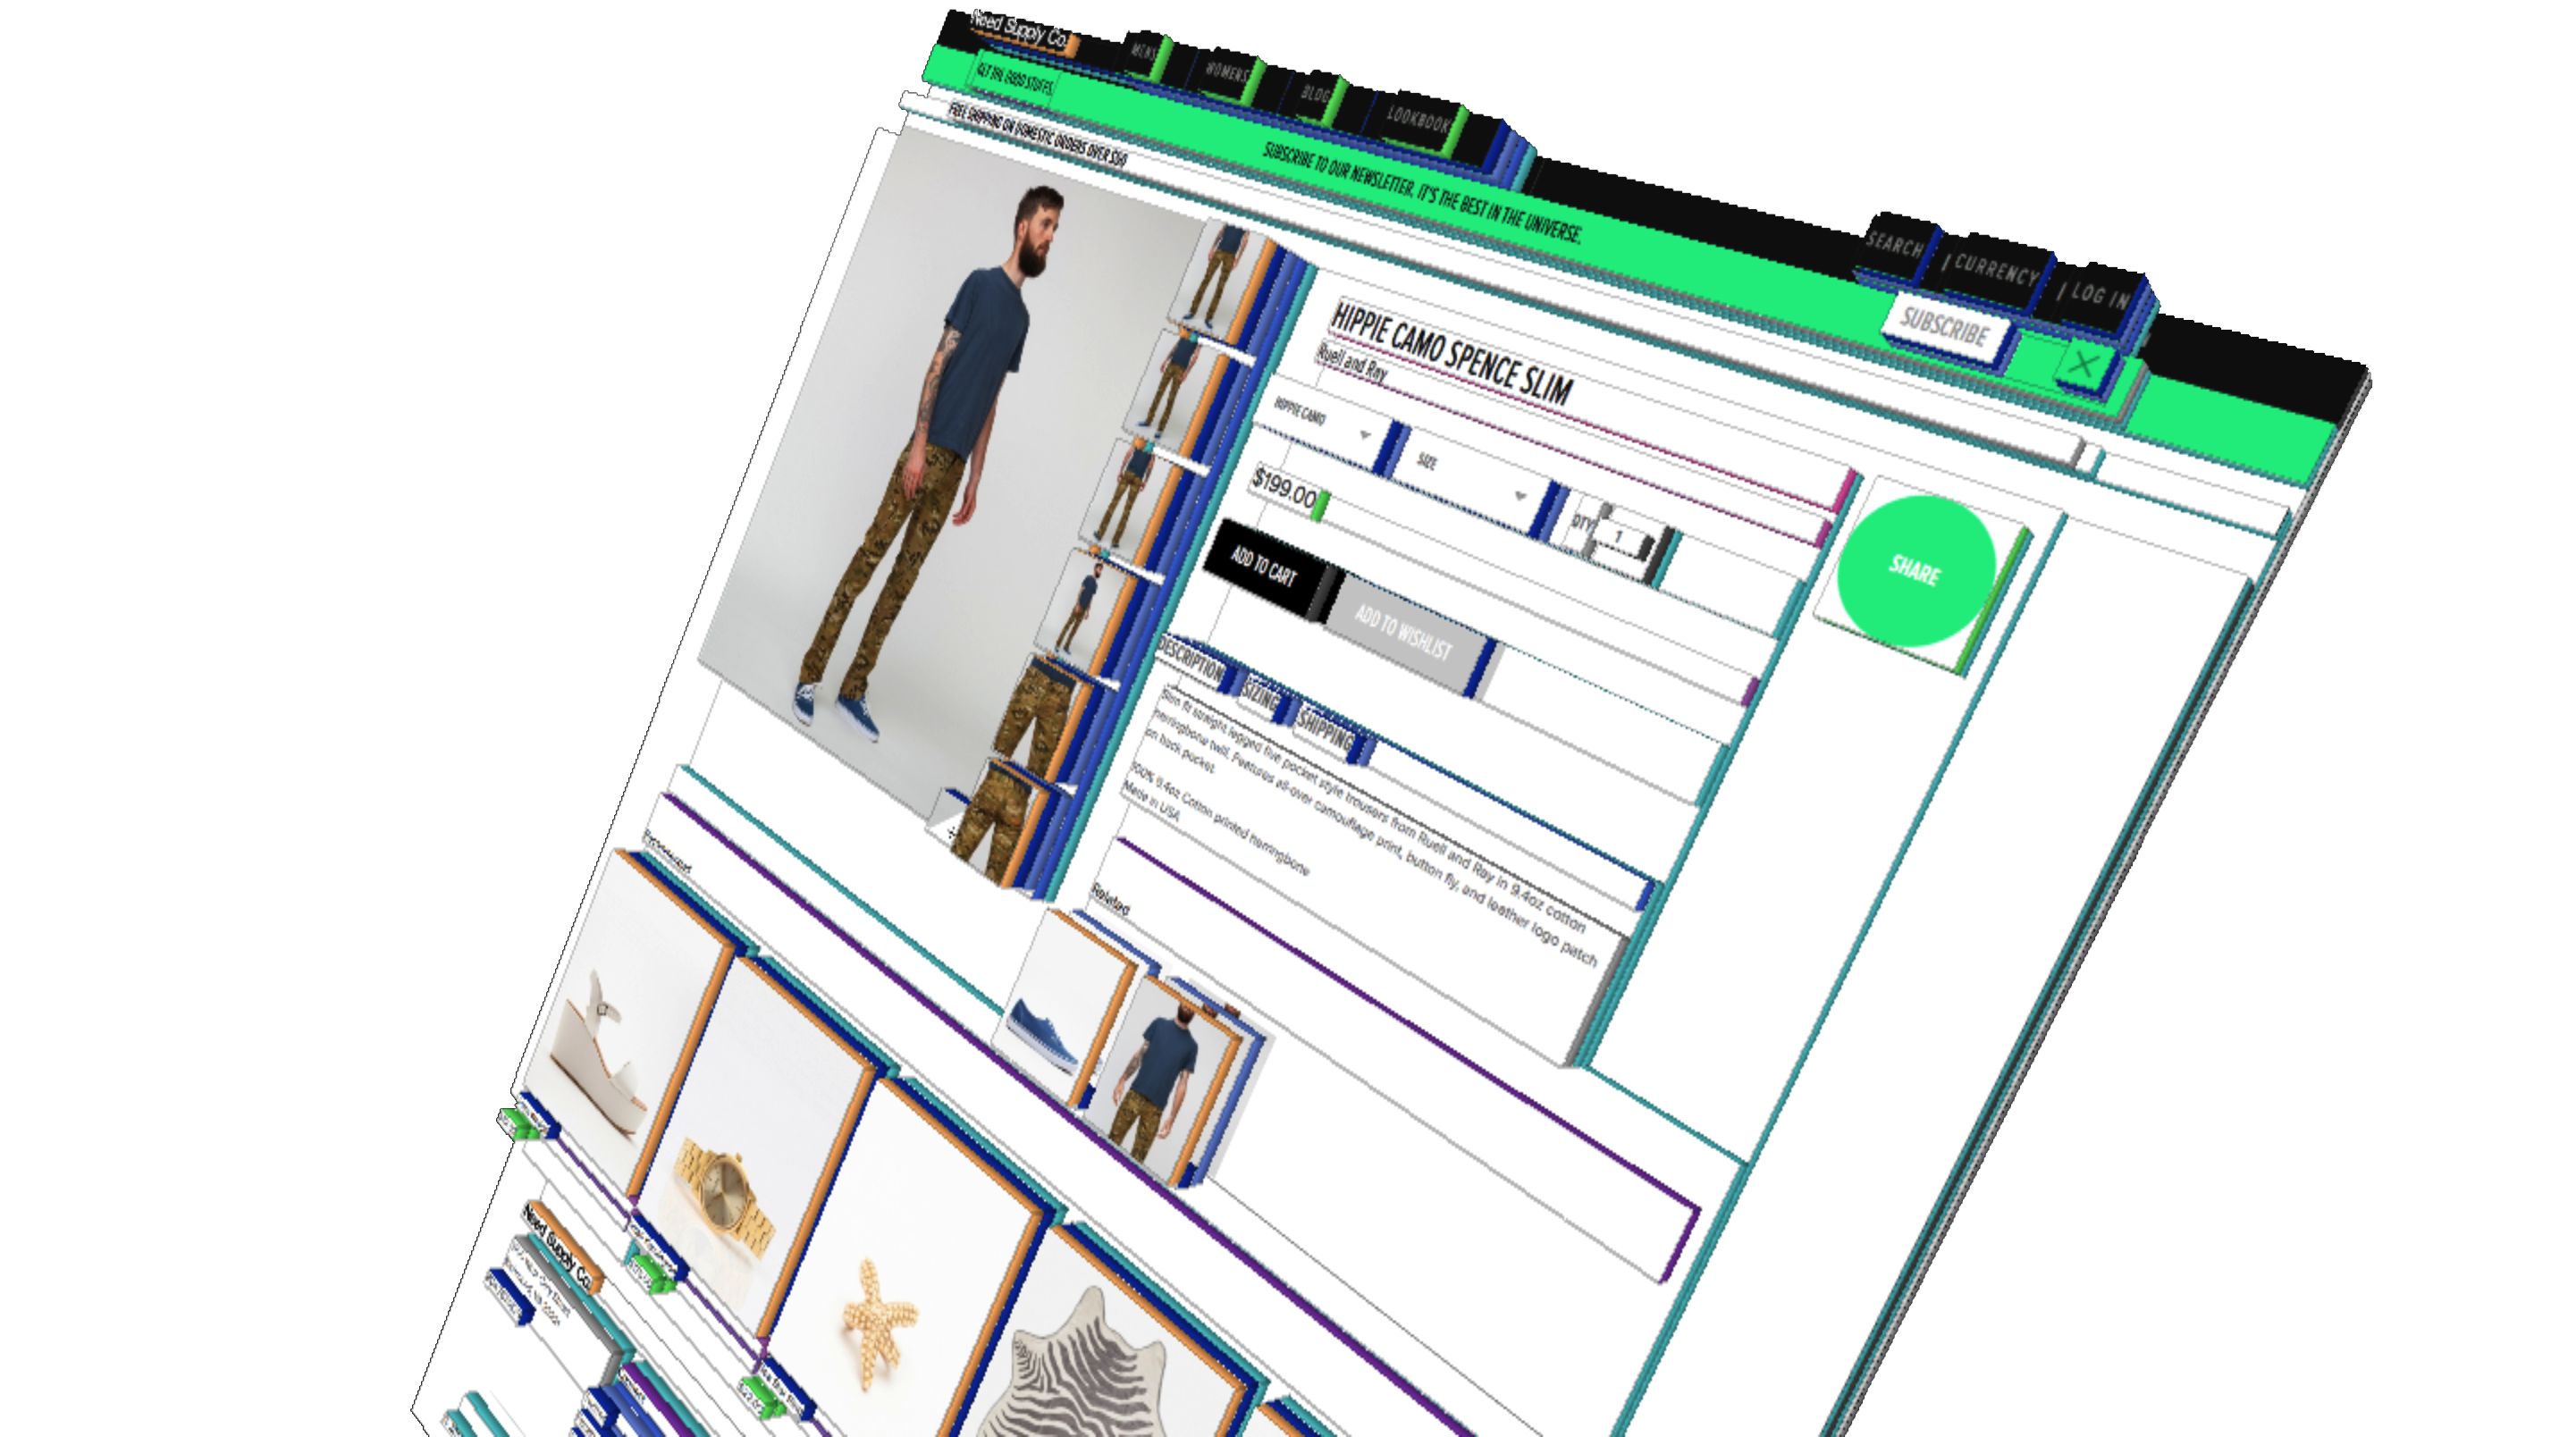 Need Supply Co.
MENS
WOMENS
BLOG
LOOKBOOK
SEARCH
| CURRENCY
| LOG IN
GET THE GOOD STUFFS.
SUBSCRIBE TO OUR NEWSLETTER. IT'S THE BEST IN THE UNIVERSE.
SUBSCRIBE
FREE SHIPPING ON DOMESTIC ORDERS OVER $50
HIPPIE CAMO SPENCE SLIM
Ruell and Ray
HIPPIE CAMO
SIZE
QTY
1
$199.00
ADD TO CART
ADD TO WISHLIST
SHARE
DESCRIPTION
SIZING
SHIPPING
Slim fit straight legged five pocket style trousers from Ruell and Ray in 9.4oz cotton
herringbone twill. Features all-over camouflage print, button fly, and leather logo patch
on back pocket.
100% 9.4oz Cotton printed herringbone
Made in USA
Related
Need Supply Co.